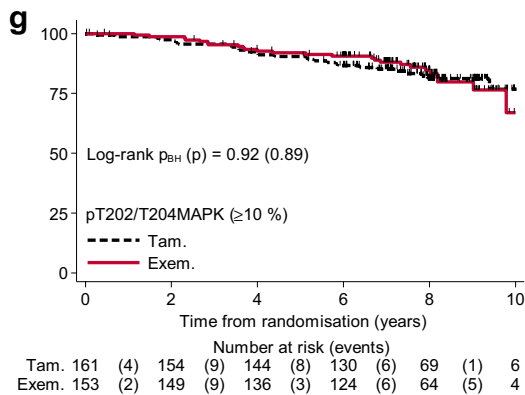 g
100
75
50
25
0
Log-rank pBH (p) = 0.92 (0.89)
pT202/T204MAPK (≥10 %)
Tam.
Exem.
0 2 4 6 8 10
Time from randomisation (years)
Number at risk (events)
Tam. 161 (4) 154 (9) 144 (8) 130 (6) 69 (1) 6
Exem. 153 (2) 149 (9) 136 (3) 124 (6) 64 (5) 4